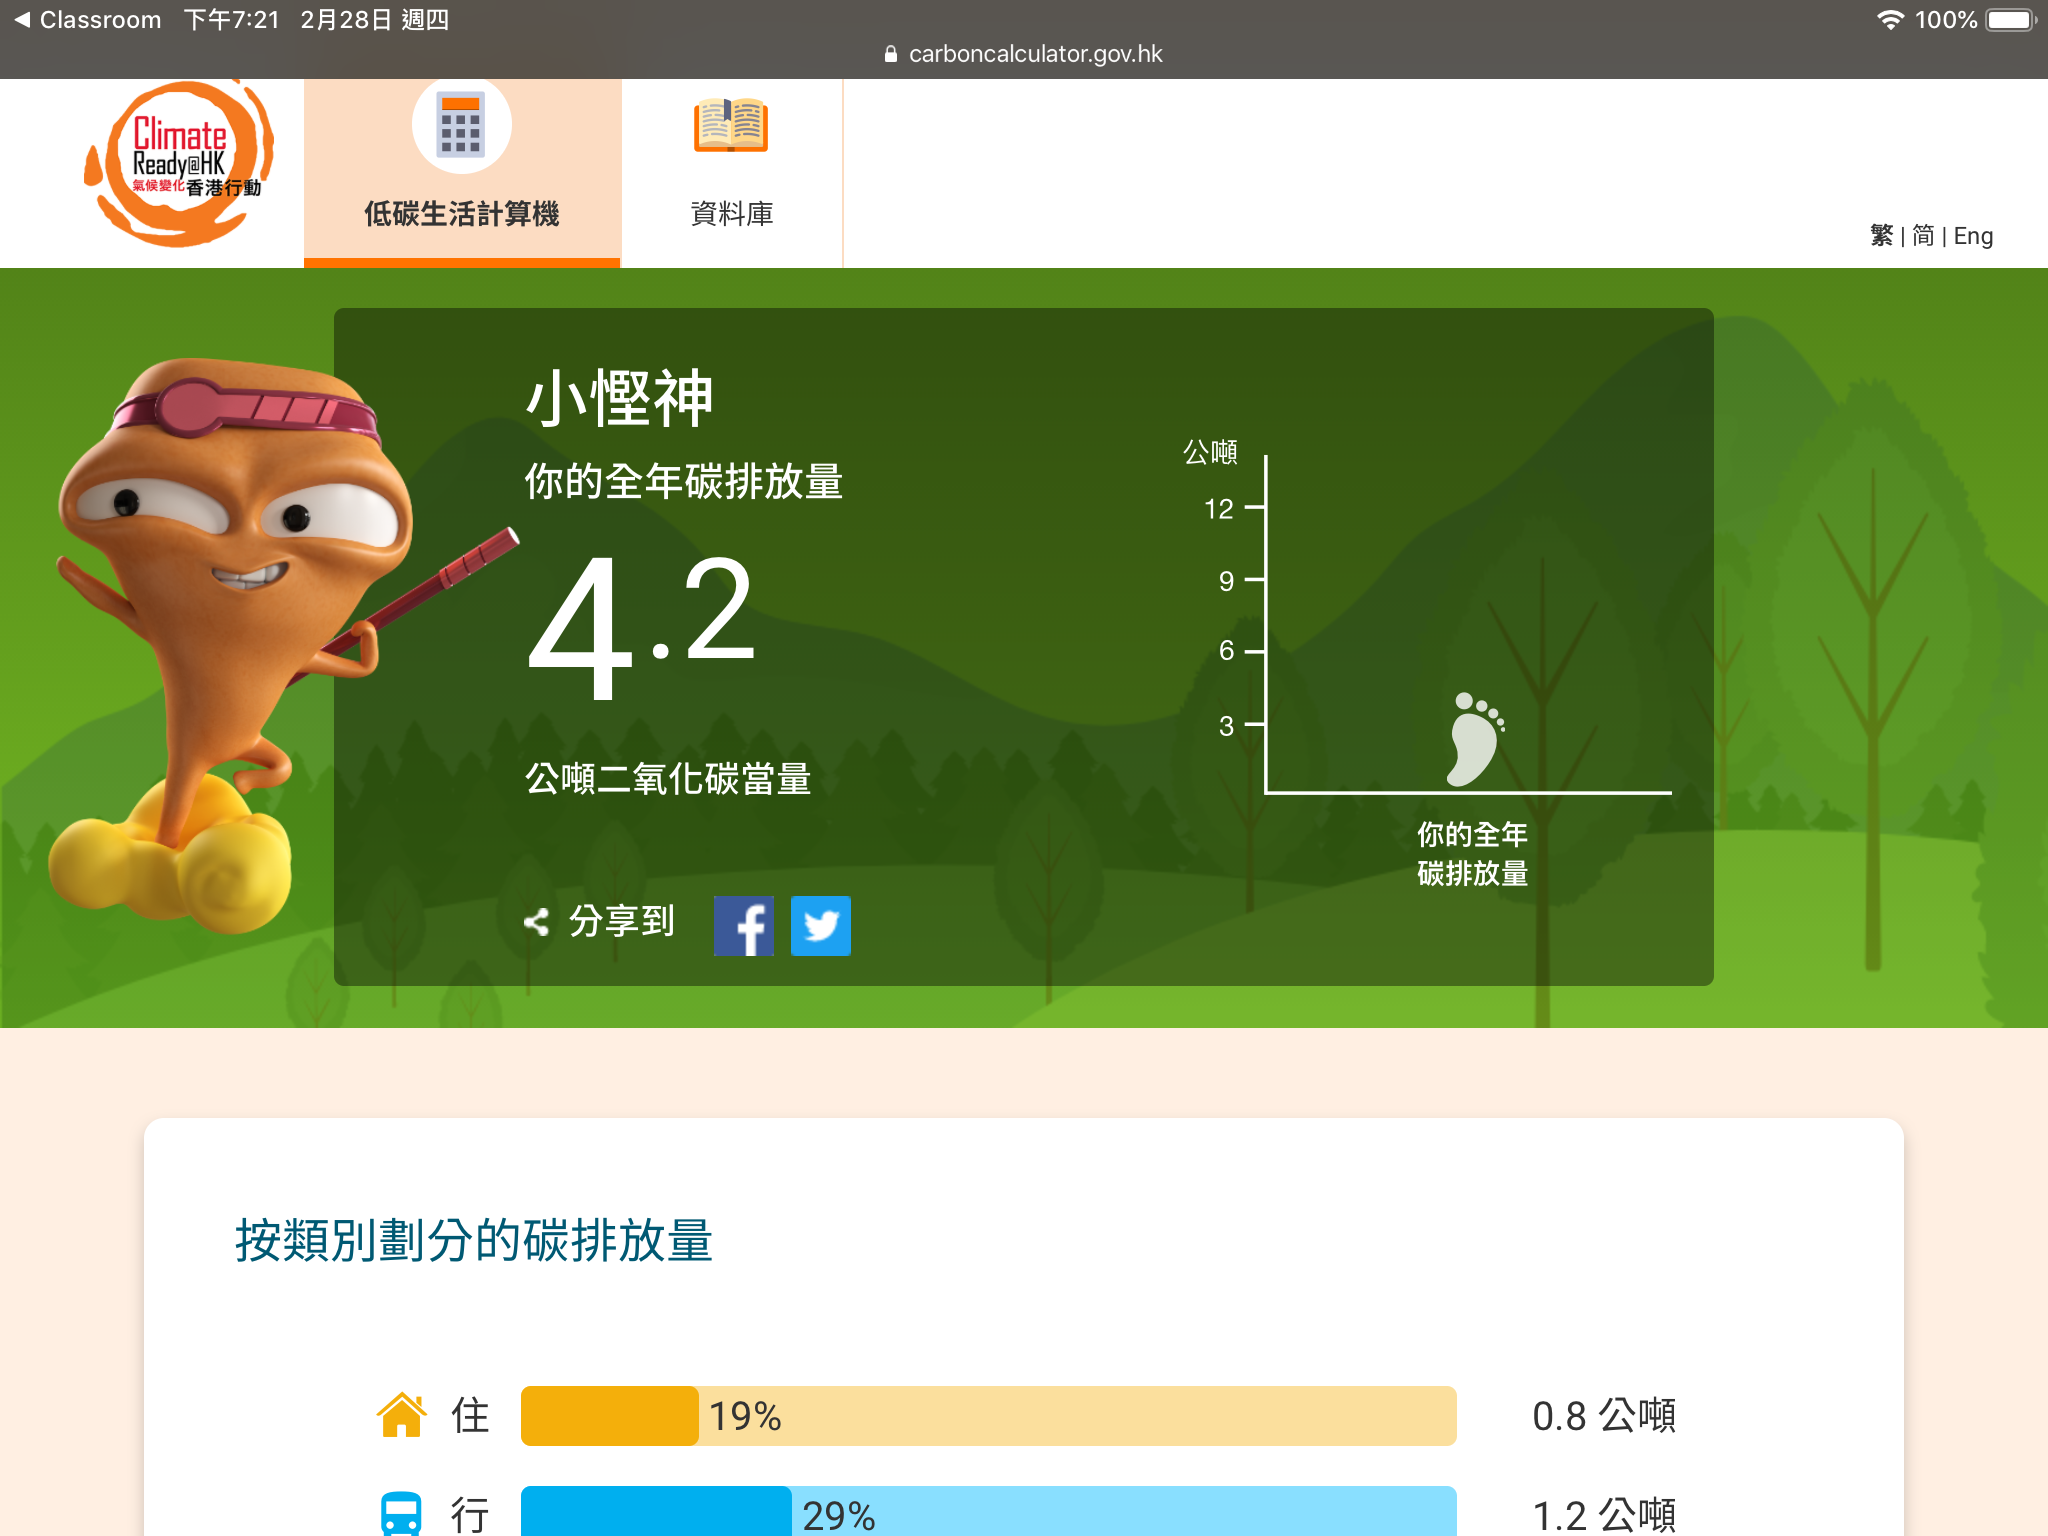 Classroom 下午7:21 2月28日 週四 100%
carboncalculator.gov.hk
Climate
Ready@HK
氣候變化香港行動
低碳生活計算機
資料庫
繁 | 简 | Eng
小慳神
你的全年碳排放量
4.2
公噸二氧化碳當量
分享到
公噸
12
9
6
3
你的全年
碳排放量
按類別劃分的碳排放量
住 19% 0.8 公噸
行 29% 1.2 公噸